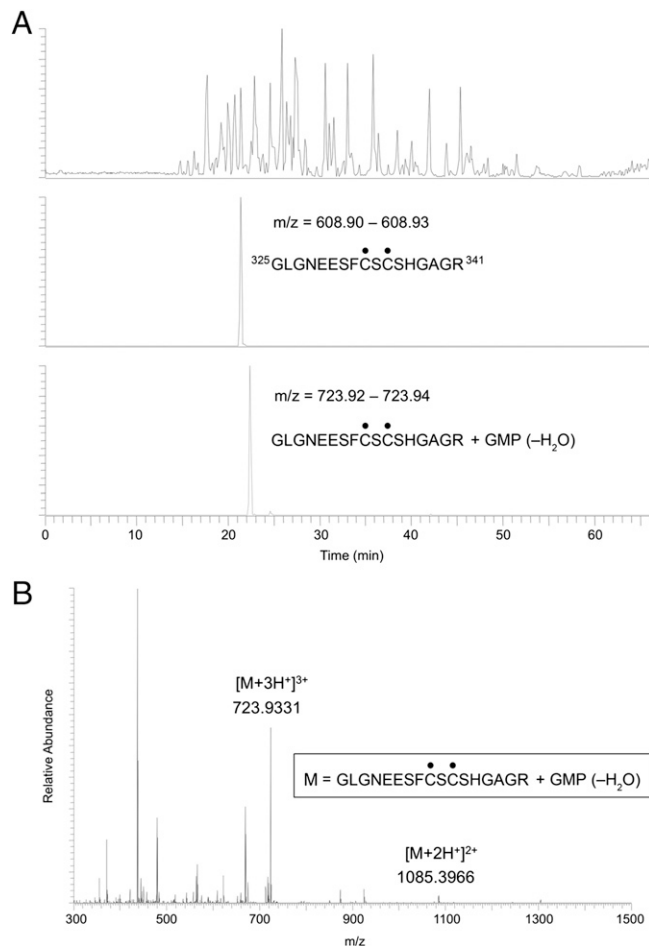 A
m/z = 608.90 – 608.93
³²⁵GLGNEESFCSCSHGAGR³⁴¹
m/z = 723.92 – 723.94
GLGNEESFCSCSHGAGR + GMP (–H₂O)
0 10 20 30 40 50 60
Time (min)
B
Relative Abundance
[M+3H⁺]³⁺
723.9331
M = GLGNEESFCSCSHGAGR + GMP (–H₂O)
[M+2H⁺]²⁺
1085.3966
300 500 700 900 1100 1300 1500
m/z